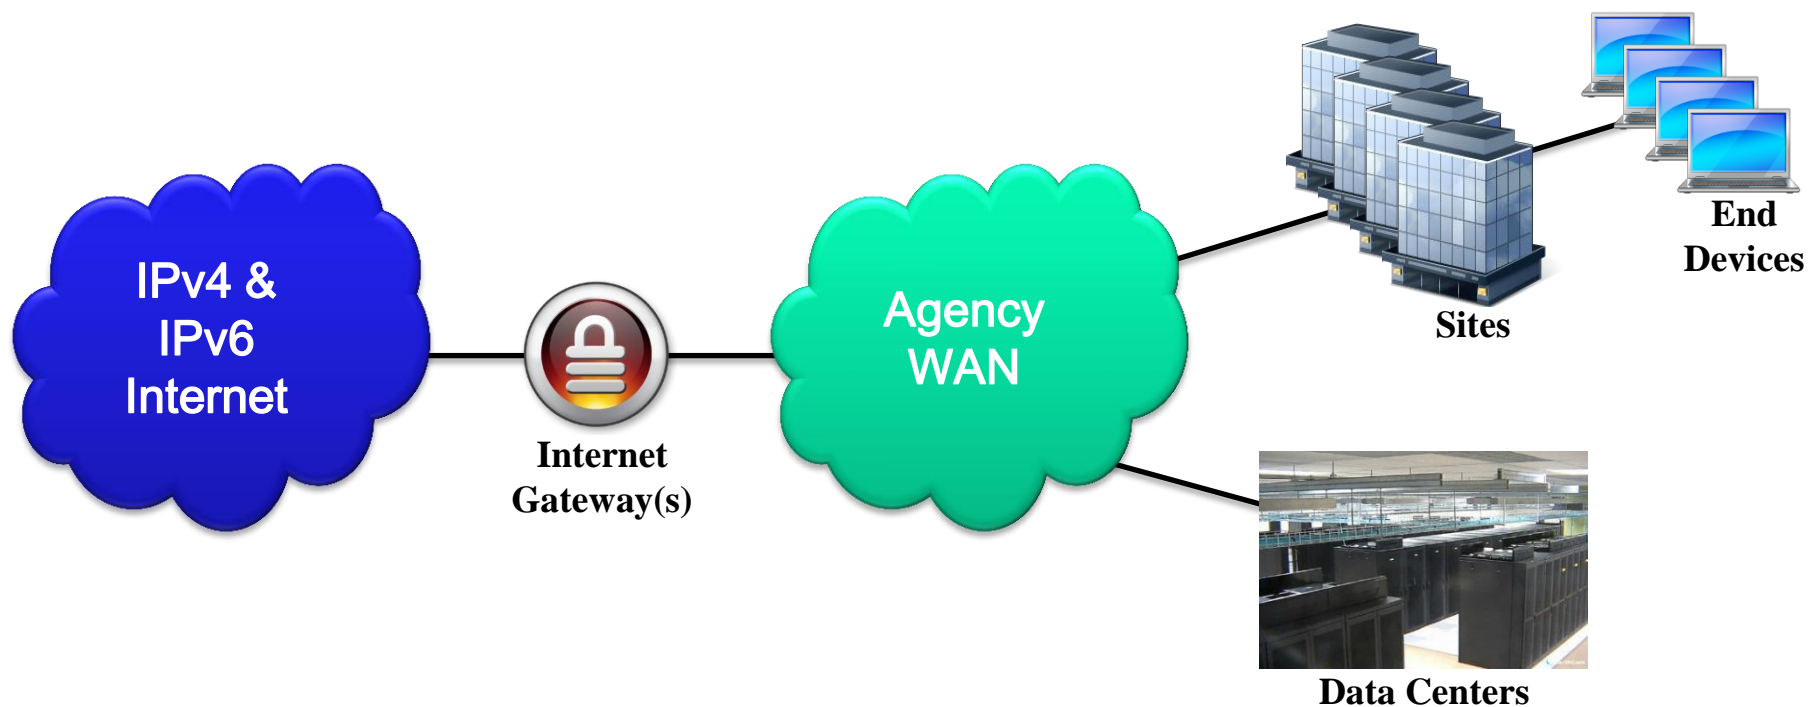 IPv4 &
IPv6
Internet
Internet
Gateway(s)
Agency
WAN
Sites
End
Devices
Data Centers